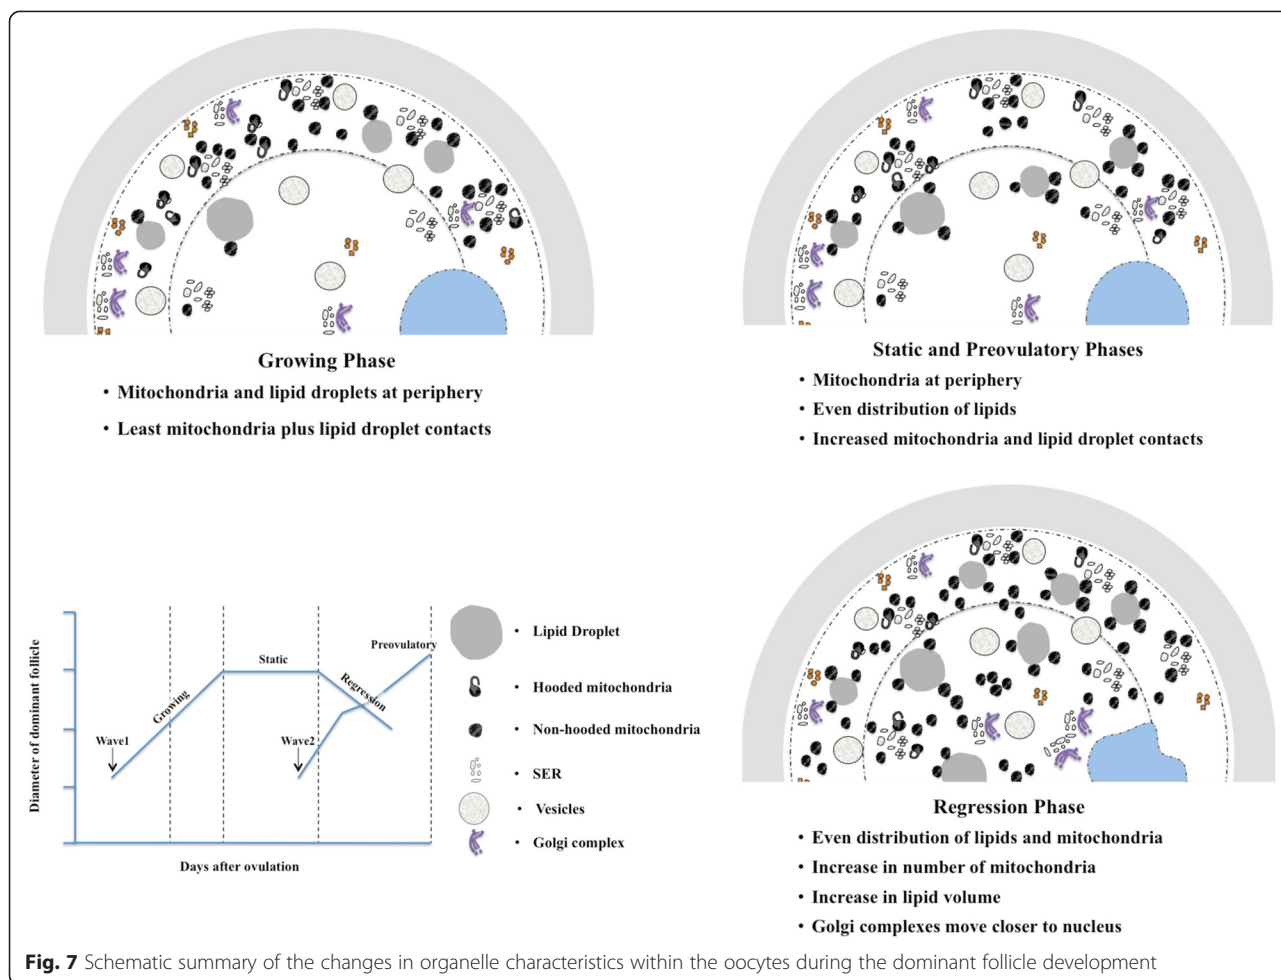 Growing Phase
• Mitochondria and lipid droplets at periphery
• Least mitochondria plus lipid droplet contacts
Static and Preovulatory Phases
• Mitochondria at periphery
• Even distribution of lipids
• Increased mitochondria and lipid droplet contacts
Diameter of dominant follicle
Wave1
Growing
Static
Wave2
Regression
Preovulatory
Days after ovulation
• Lipid Droplet
• Hooded mitochondria
• Non-hooded mitochondria
• SER
• Vesicles
• Golgi complex
Regression Phase
• Even distribution of lipids and mitochondria
• Increase in number of mitochondria
• Increase in lipid volume
• Golgi complexes move closer to nucleus
Fig. 7 Schematic summary of the changes in organelle characteristics within the oocytes during the dominant follicle development